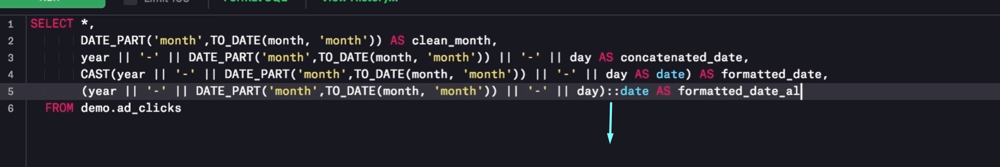 1 SELECT *,
2 DATE_PART('month',TO_DATE(month, 'month')) AS clean_month,
3 year || '-' || DATE_PART('month',TO_DATE(month, 'month')) || '-' || day AS concatenated_date,
4 CAST(year || '-' || DATE_PART('month',TO_DATE(month, 'month')) || '-' || day AS date) AS formatted_date,
5 (year || '-' || DATE_PART('month',TO_DATE(month, 'month')) || '-' || day)::date AS formatted_date_al
6 FROM demo.ad_clicks